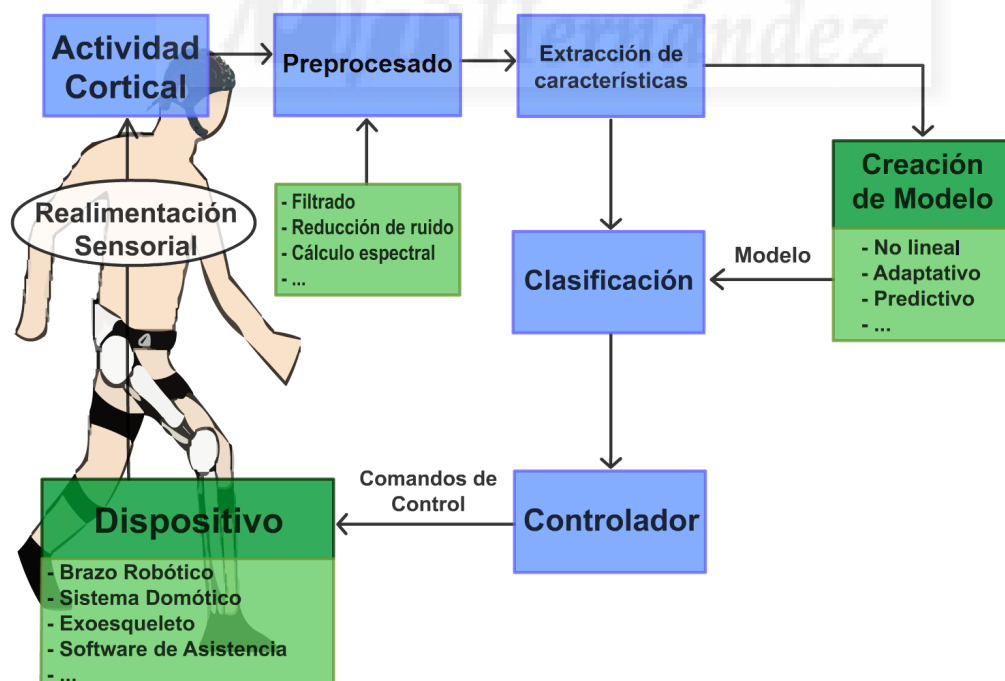 Hernández
Actividad
Cortical
Preprocesado
Extracción de
características
Creación
de Modelo
- No lineal
- Adaptativo
- Predictivo
- ...
- Filtrado
- Reducción de ruido
- Cálculo espectral
- ...
Realimentación
Sensorial
Modelo
Clasificación
Comandos de
Control
Controlador
Dispositivo
- Brazo Robótico
- Sistema Domótico
- Exoesqueleto
- Software de Asistencia
- ...